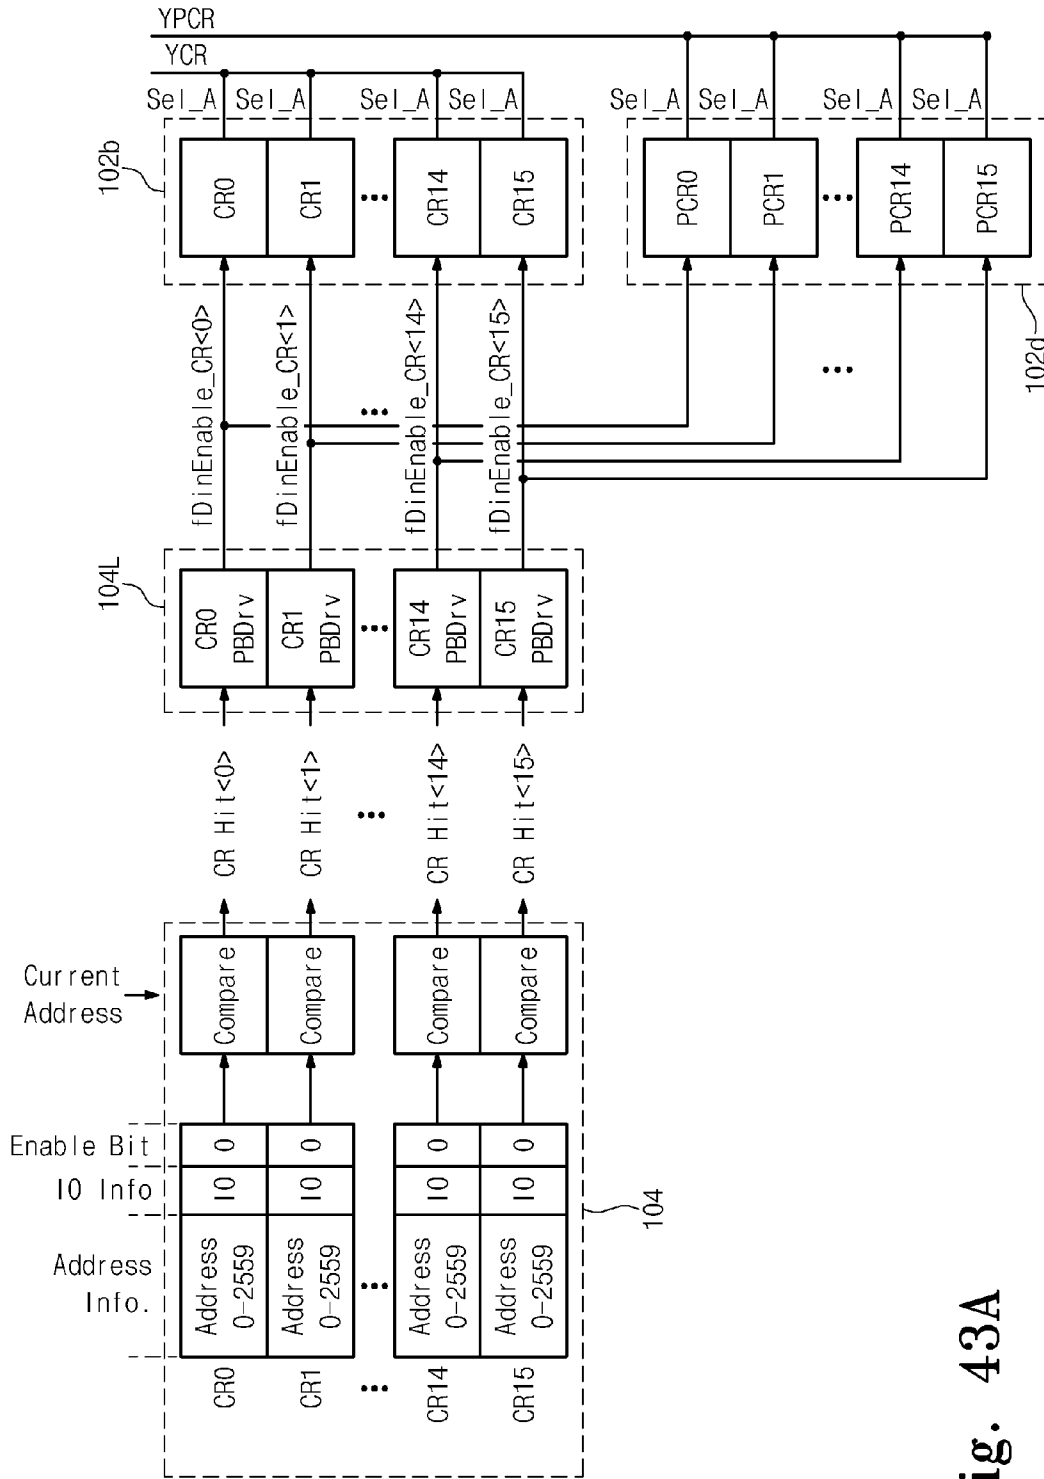 YPCR
YCR
Sel_A
Sel_A
Sel_A
Sel_A
Sel_A
Sel_A
Sel_A
Sel_A
102b
CR0
CR1
CR14
CR15
PCR0
PCR1
PCR14
PCR15
102d
fDinEnable_CR<0>
fDinEnable_CR<1>
fDinEnable_CR<14>
fDinEnable_CR<15>
104L
CR0
PBDrv
CR1
PBDrv
CR14
PBDrv
CR15
PBDrv
CR Hit<0>
CR Hit<1>
CR Hit<14>
CR Hit<15>
Current
Address
Compare
Compare
Compare
Compare
Enable Bit
0
0
0
0
IO Info
IO
IO
IO
IO
Address
Info.
Address
0-2559
Address
0-2559
Address
0-2559
Address
0-2559
CR0
CR1
CR14
CR15
104
ig. 43A